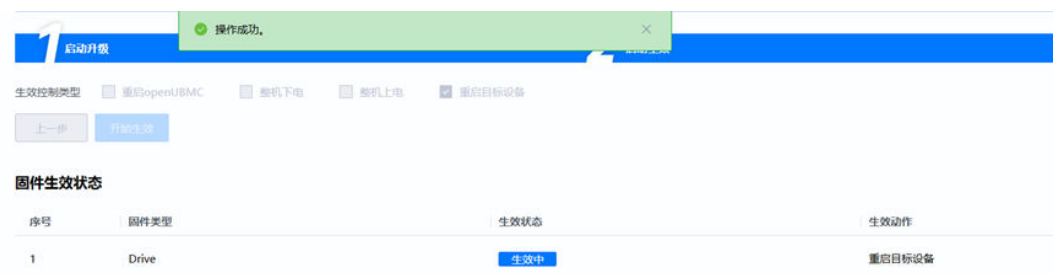 操作成功。
1 启动升级
2
生效控制类型 重启openUBMC 整机下电 整机上电 重启目标设备
上一步 开始生效
固件生效状态
序号 固件类型 生效状态 生效动作
1 Drive 生效中 重启目标设备